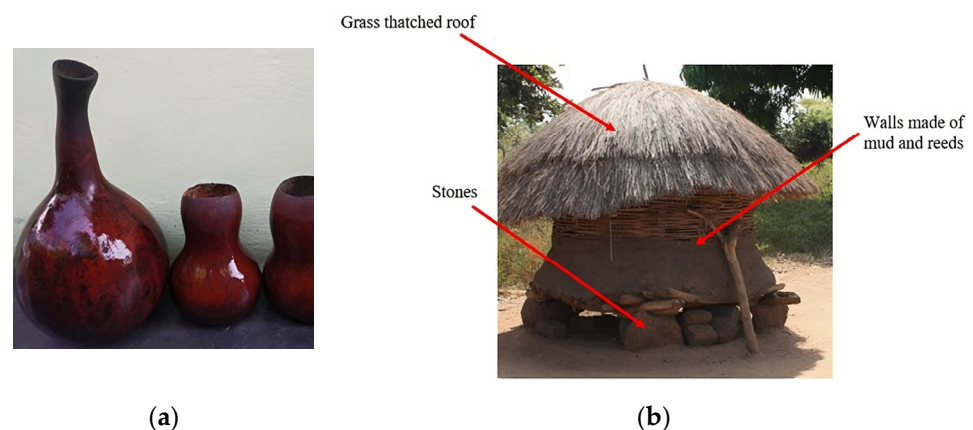 Grass thatched roof
Walls made of
mud and reeds
Stones
(a)
(b)